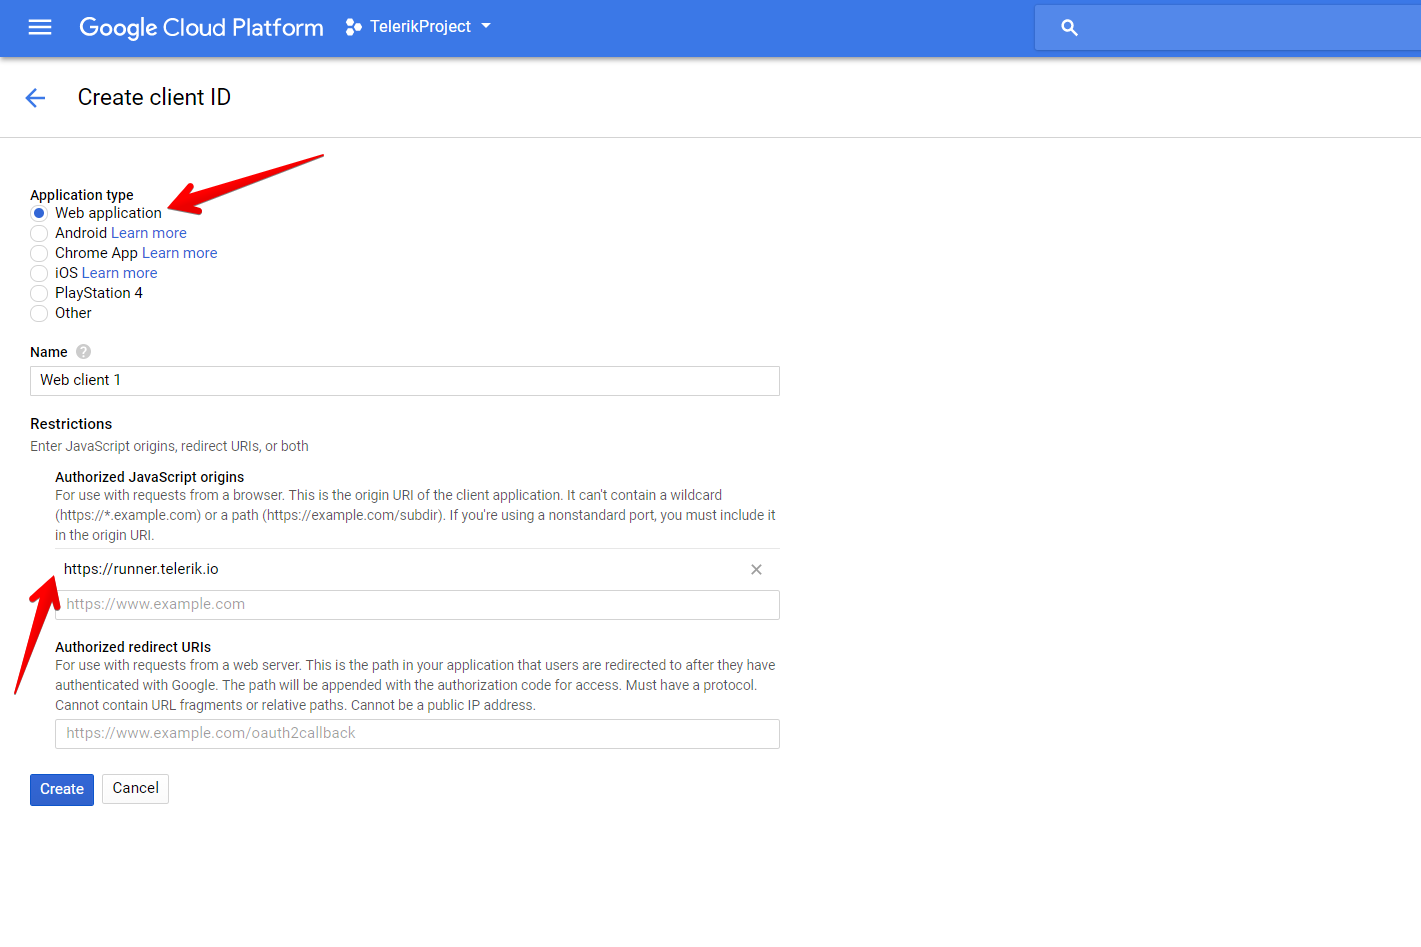 Google Cloud Platform TelerikProject
Create client ID
Application type
Web application
Android Learn more
Chrome App Learn more
iOS Learn more
PlayStation 4
Other
Name ?
Web client 1
Restrictions
Enter JavaScript origins, redirect URIs, or both
Authorized JavaScript origins
For use with requests from a browser. This is the origin URI of the client application. It can't contain a wildcard
(https://*.example.com) or a path (https://example.com/subdir). If you're using a nonstandard port, you must include it
in the origin URI.
https://runner.telerik.io
https://www.example.com
Authorized redirect URIs
For use with requests from a web server. This is the path in your application that users are redirected to after they have
authenticated with Google. The path will be appended with the authorization code for access. Must have a protocol.
Cannot contain URL fragments or relative paths. Cannot be a public IP address.
https://www.example.com/oauth2callback
Create Cancel